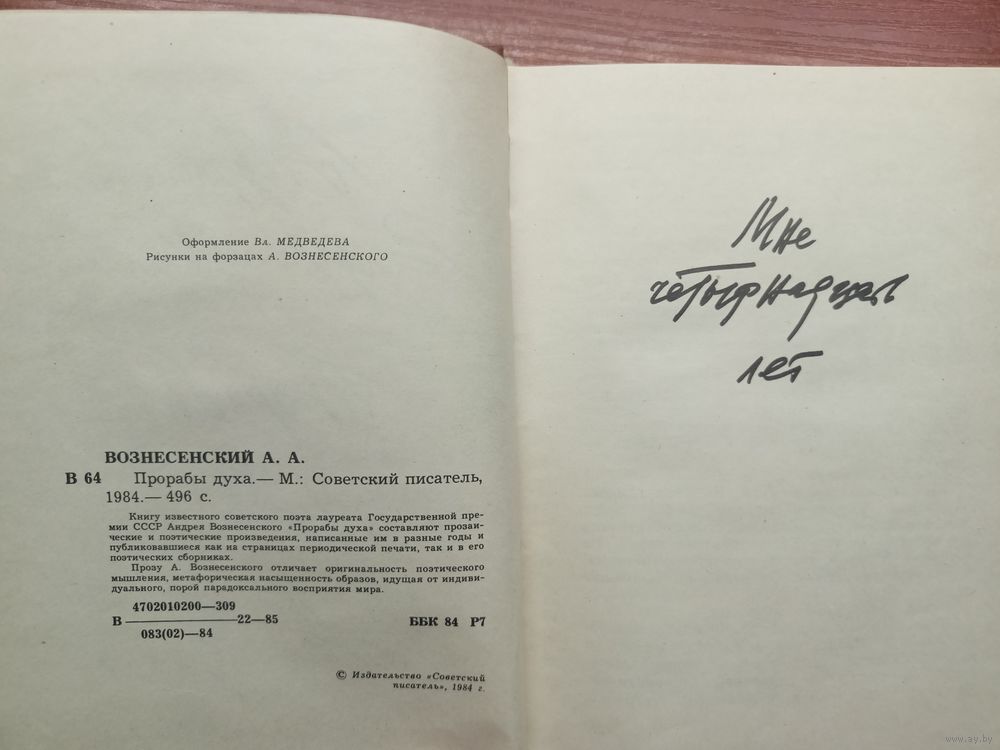 Оформление Вл. МЕДВЕДЕВА
Рисунки на форзацах А. ВОЗНЕСЕНСКОГО
ВОЗНЕСЕНСКИЙ А. А.
В 64 Прорабы духа.— М.: Советский писатель,
1984.— 496 с.
Книгу известного советского поэта лауреата Государственной пре-
мии СССР Андрея Вознесенского «Прорабы духа» составляют прозаи-
ческие и поэтические произведения, написанные им в разные годы и
публиковавшиеся как на страницах периодической печати, так и в его
поэтических сборниках.
Прозу А. Вознесенского отличает оригинальность поэтического
мышления, метафорическая насыщенность образов, идущая от индиви-
дуального, порой парадоксального восприятия мира.
4702010200—309
В ———— 22—85
083(02)—84
ББК 84 Р7
© Издательство «Советский
писатель», 1984 г.
Мне
четырнадцать
лет
www.ay.by